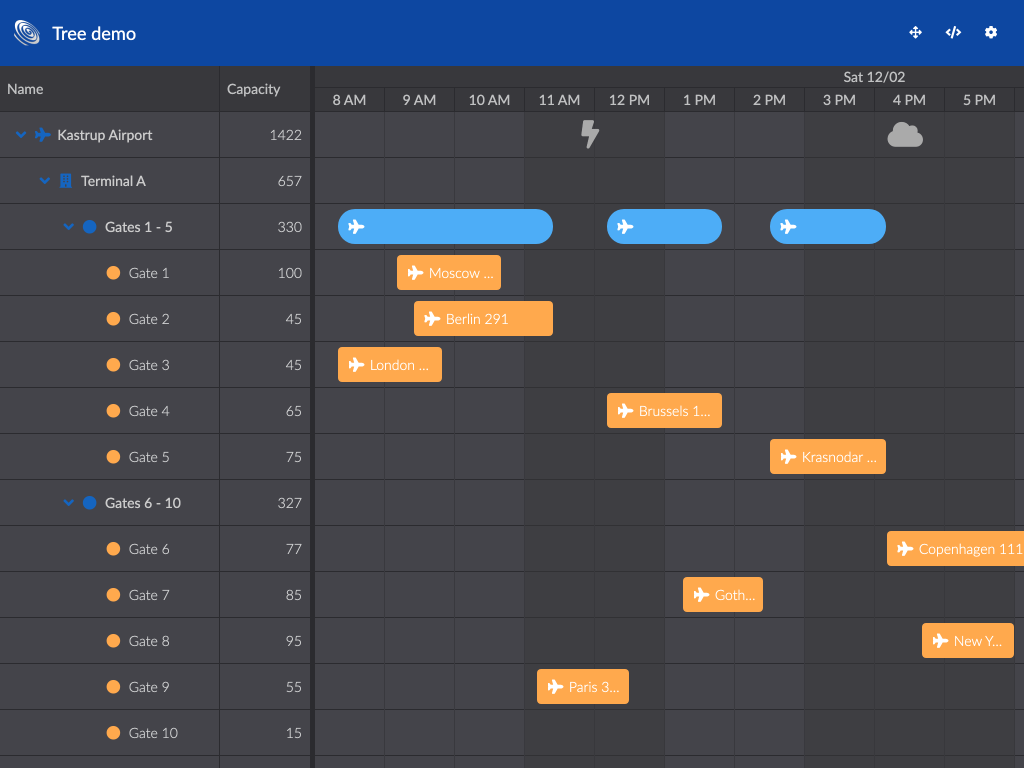 Tree demo
Name
Capacity
Sat 12/02
8 AM 9 AM 10 AM 11 AM 12 PM 1 PM 2 PM 3 PM 4 PM 5 PM
Kastrup Airport 1422
Terminal A 657
Gates 1 - 5 330
Gate 1 100 Moscow ...
Gate 2 45 Berlin 291
Gate 3 45 London ...
Gate 4 65 Brussels 1...
Gate 5 75 Krasnodar ...
Gates 6 - 10 327
Gate 6 77 Copenhagen 111
Gate 7 85 Goth...
Gate 8 95 New Y...
Gate 9 55 Paris 3...
Gate 10 15